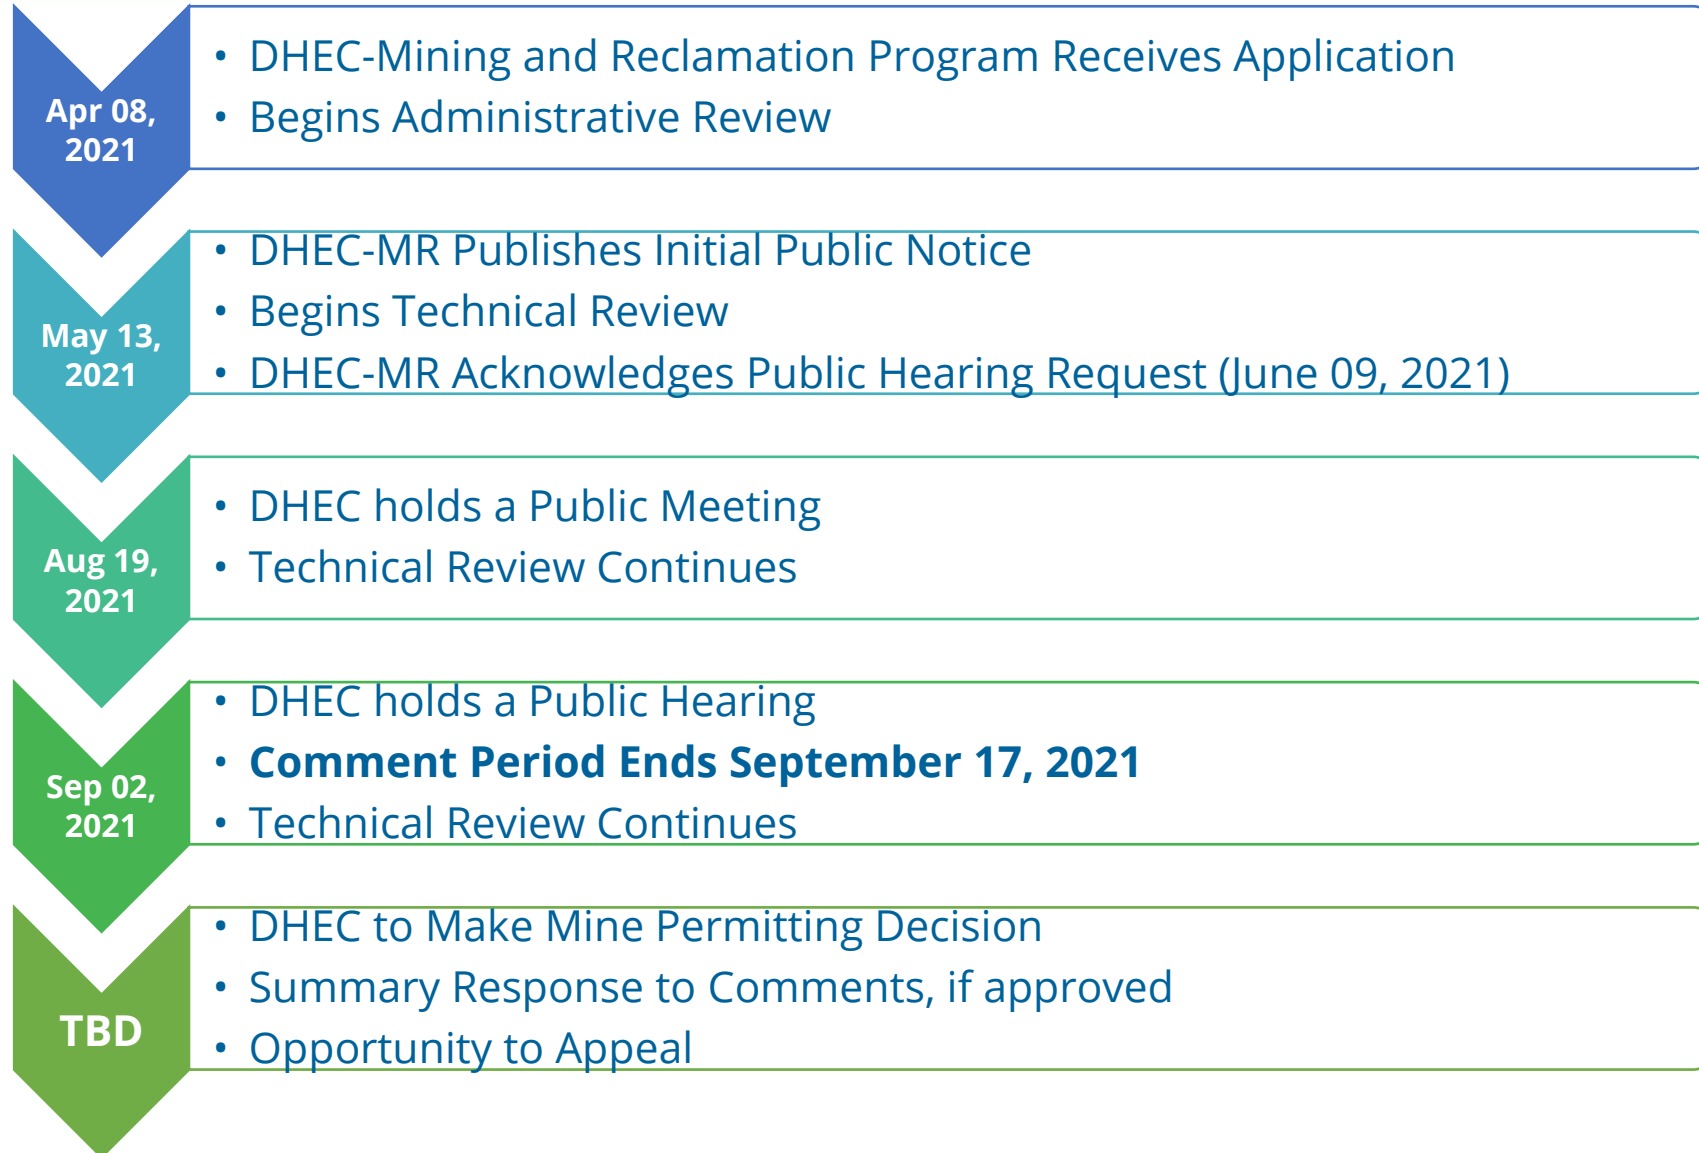 Apr 08,
2021
• DHEC-Mining and Reclamation Program Receives Application
• Begins Administrative Review
May 13,
2021
• DHEC-MR Publishes Initial Public Notice
• Begins Technical Review
• DHEC-MR Acknowledges Public Hearing Request (June 09, 2021)
Aug 19,
2021
• DHEC holds a Public Meeting
• Technical Review Continues
Sep 02,
2021
• DHEC holds a Public Hearing
• Comment Period Ends September 17, 2021
• Technical Review Continues
TBD
• DHEC to Make Mine Permitting Decision
• Summary Response to Comments, if approved
• Opportunity to Appeal